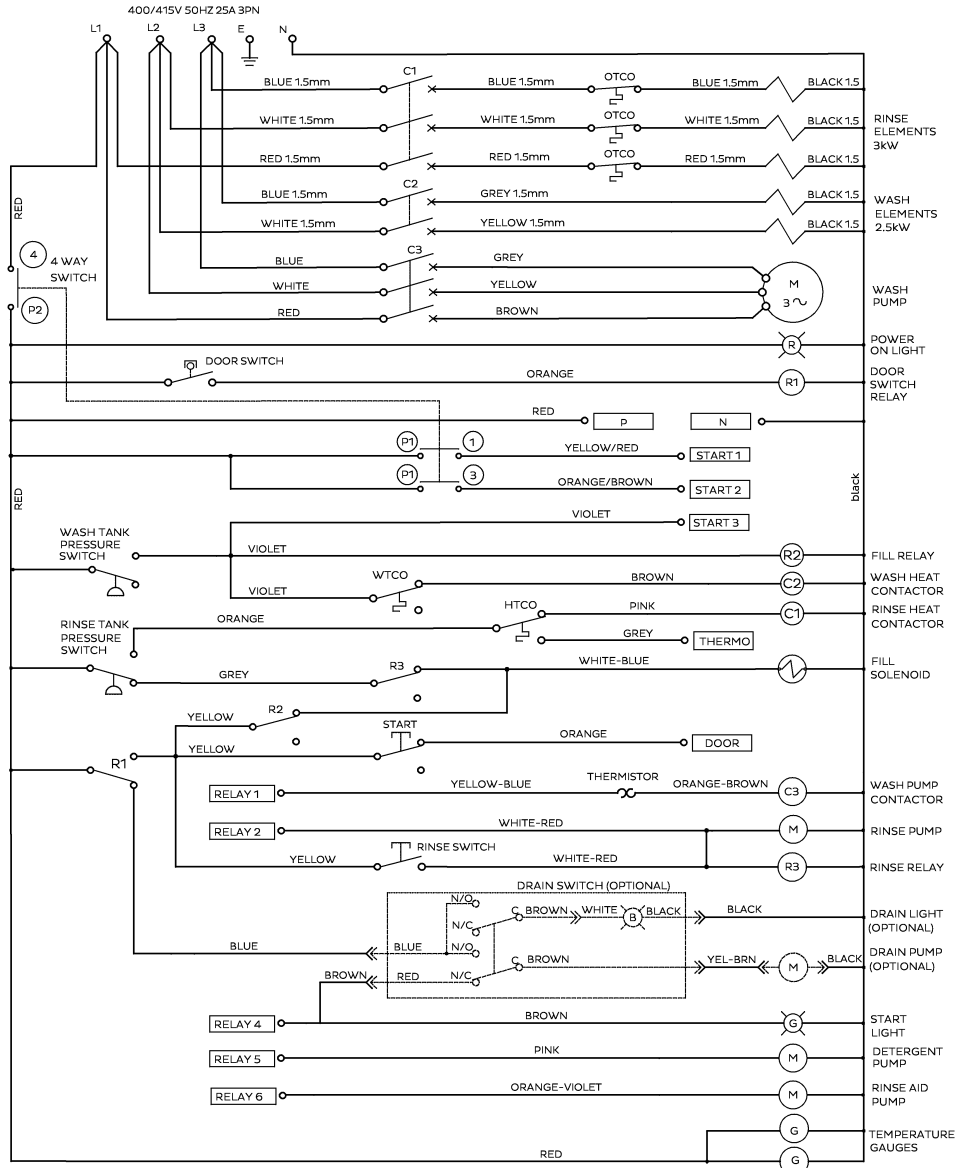 400/415V 50HZ 25A 3PN
L1 L2 L3 E N
BLUE 1.5mm C1 BLUE 1.5mm OTCO BLUE 1.5mm BLACK 1.5
WHITE 1.5mm WHITE 1.5mm OTCO WHITE 1.5mm BLACK 1.5
RINSE
ELEMENTS
3kW
RED 1.5mm RED 1.5mm OTCO RED 1.5mm BLACK 1.5
BLUE 1.5mm C2 GREY 1.5mm BLACK 1.5
WHITE 1.5mm YELLOW 1.5mm BLACK 1.5
WASH
ELEMENTS
2.5kW
RED
4 4 WAY
SWITCH
P2
BLUE C3 GREY
WHITE YELLOW
RED BROWN
M
3
WASH
PUMP
R
POWER
ON LIGHT
DOOR SWITCH ORANGE R1
DOOR
SWITCH
RELAY
RED P N
P1 1 YELLOW/RED START 1
P1 3 ORANGE/BROWN START 2
RED
black
VIOLET START 3
WASH TANK
PRESSURE
SWITCH
VIOLET R2 FILL RELAY
VIOLET WTCO BROWN C2
WASH HEAT
CONTACTOR
RINSE TANK
PRESSURE
SWITCH
ORANGE HTCO PINK C1
RINSE HEAT
CONTACTOR
GREY THERMO
GREY R3 WHITE-BLUE
FILL
SOLENOID
YELLOW R2
R1 YELLOW START ORANGE DOOR
RELAY 1 YELLOW-BLUE THERMISTOR ORANGE-BROWN C3
WASH PUMP
CONTACTOR
RELAY 2 WHITE-RED M RINSE PUMP
YELLOW RINSE SWITCH WHITE-RED R3 RINSE RELAY
DRAIN SWITCH (OPTIONAL)
N/O
N/C C BROWN WHITE B BLACK BLACK
DRAIN LIGHT
(OPTIONAL)
BLUE BLUE N/O
BROWN RED N/C C BROWN YEL-BRN M BLACK
DRAIN PUMP
(OPTIONAL)
RELAY 4 BROWN G
START
LIGHT
RELAY 5 PINK M
DETERGENT
PUMP
RELAY 6 ORANGE-VIOLET M
RINSE AID
PUMP
G
TEMPERATURE
GAUGES
RED G